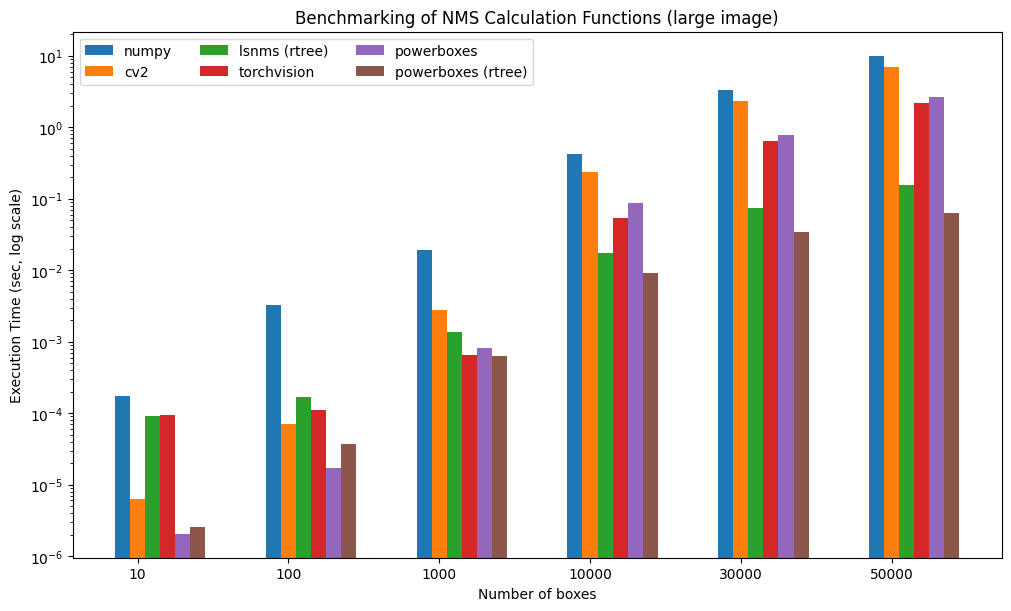 Benchmarking of NMS Calculation Functions (large image)
numpy
cv2
lsnms (rtree)
torchvision
powerboxes
powerboxes (rtree)
Execution Time (sec, log scale)
10¹
10⁰
10⁻¹
10⁻²
10⁻³
10⁻⁴
10⁻⁵
10⁻⁶
10 100 1000 10000 30000 50000
Number of boxes